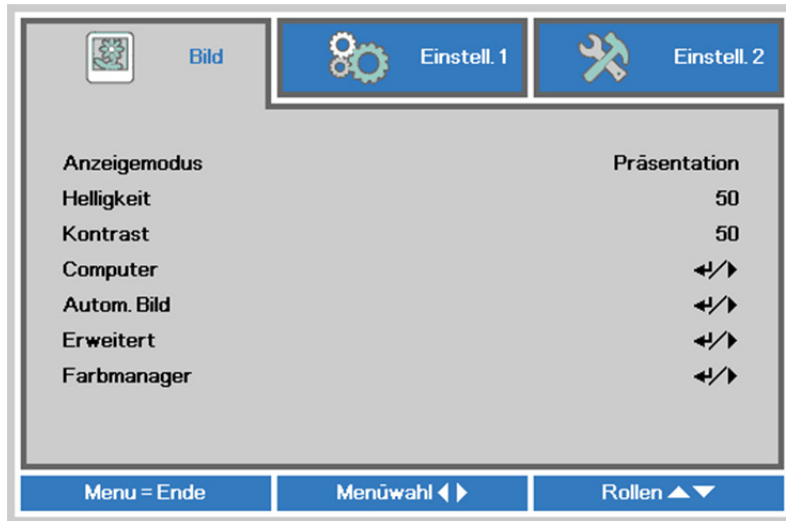 Bild
Einstell. 1
Einstell. 2
Anzeigemodus Präsentation
Helligkeit 50
Kontrast 50
Computer ↵/▶
Autom. Bild ↵/▶
Erweitert ↵/▶
Farbmanager ↵/▶
Menu = Ende
Menüwahl ◀▶
Rollen ▲▼